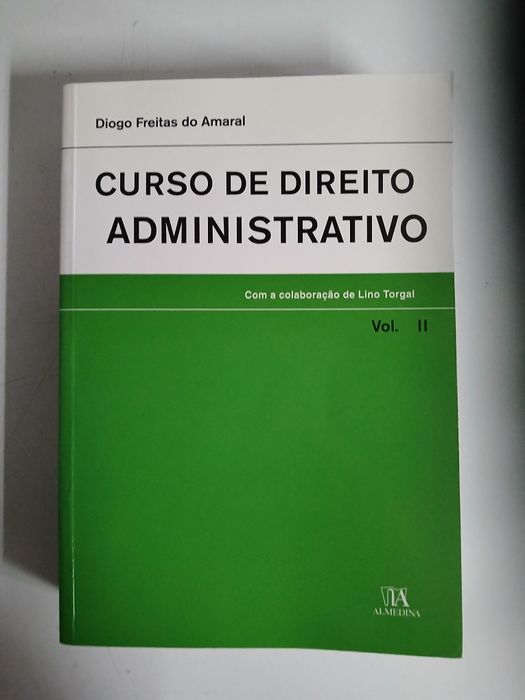 Diogo Freitas do Amaral
CURSO DE DIREITO
ADMINISTRATIVO
Com a colaboração de Lino Torgal
Vol. II
ALMEDINA